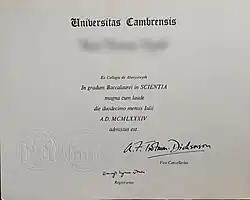 Universitas Cambrensis
Ex Collegio de Aberystwyth
In gradum Baccalaurei in SCIENTIA
magna cum laude
die duodecimo mensis Iulii
A.D. MCMLXXXIV
admissus est.
Vice-Cancellarius
Registrarius